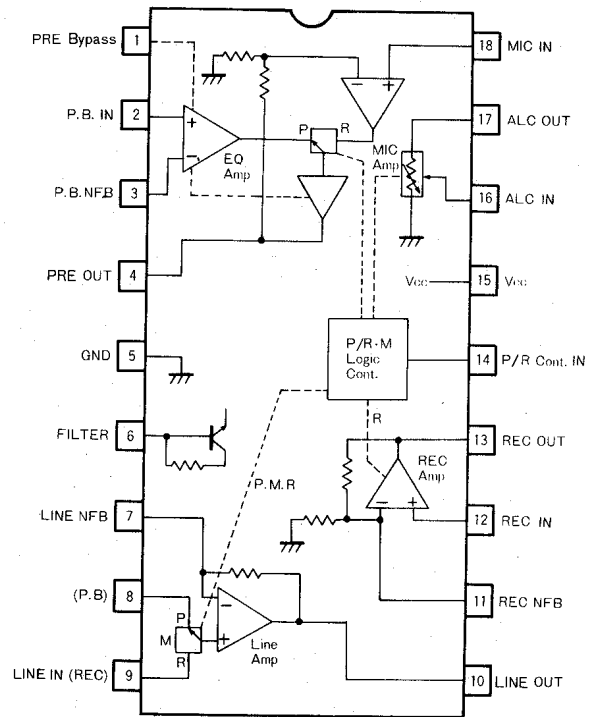 PRE Bypass 1
18 MIC IN
P.B. IN 2
17 ALC OUT
P R
EQ Amp
MIC Amp
P.B.NFB 3
16 ALC IN
PRE OUT 4
Vcc 15 Vcc
GND 5
P/R·M
Logic
Cont.
14 P/R Cont. IN
FILTER 6
R
13 REC OUT
REC
Amp
P.M.R
LINE NFB 7
12 REC IN
(P.B) 8
11 REC NFB
P
M
R
Line
Amp
LINE IN (REC) 9
10 LINE OUT